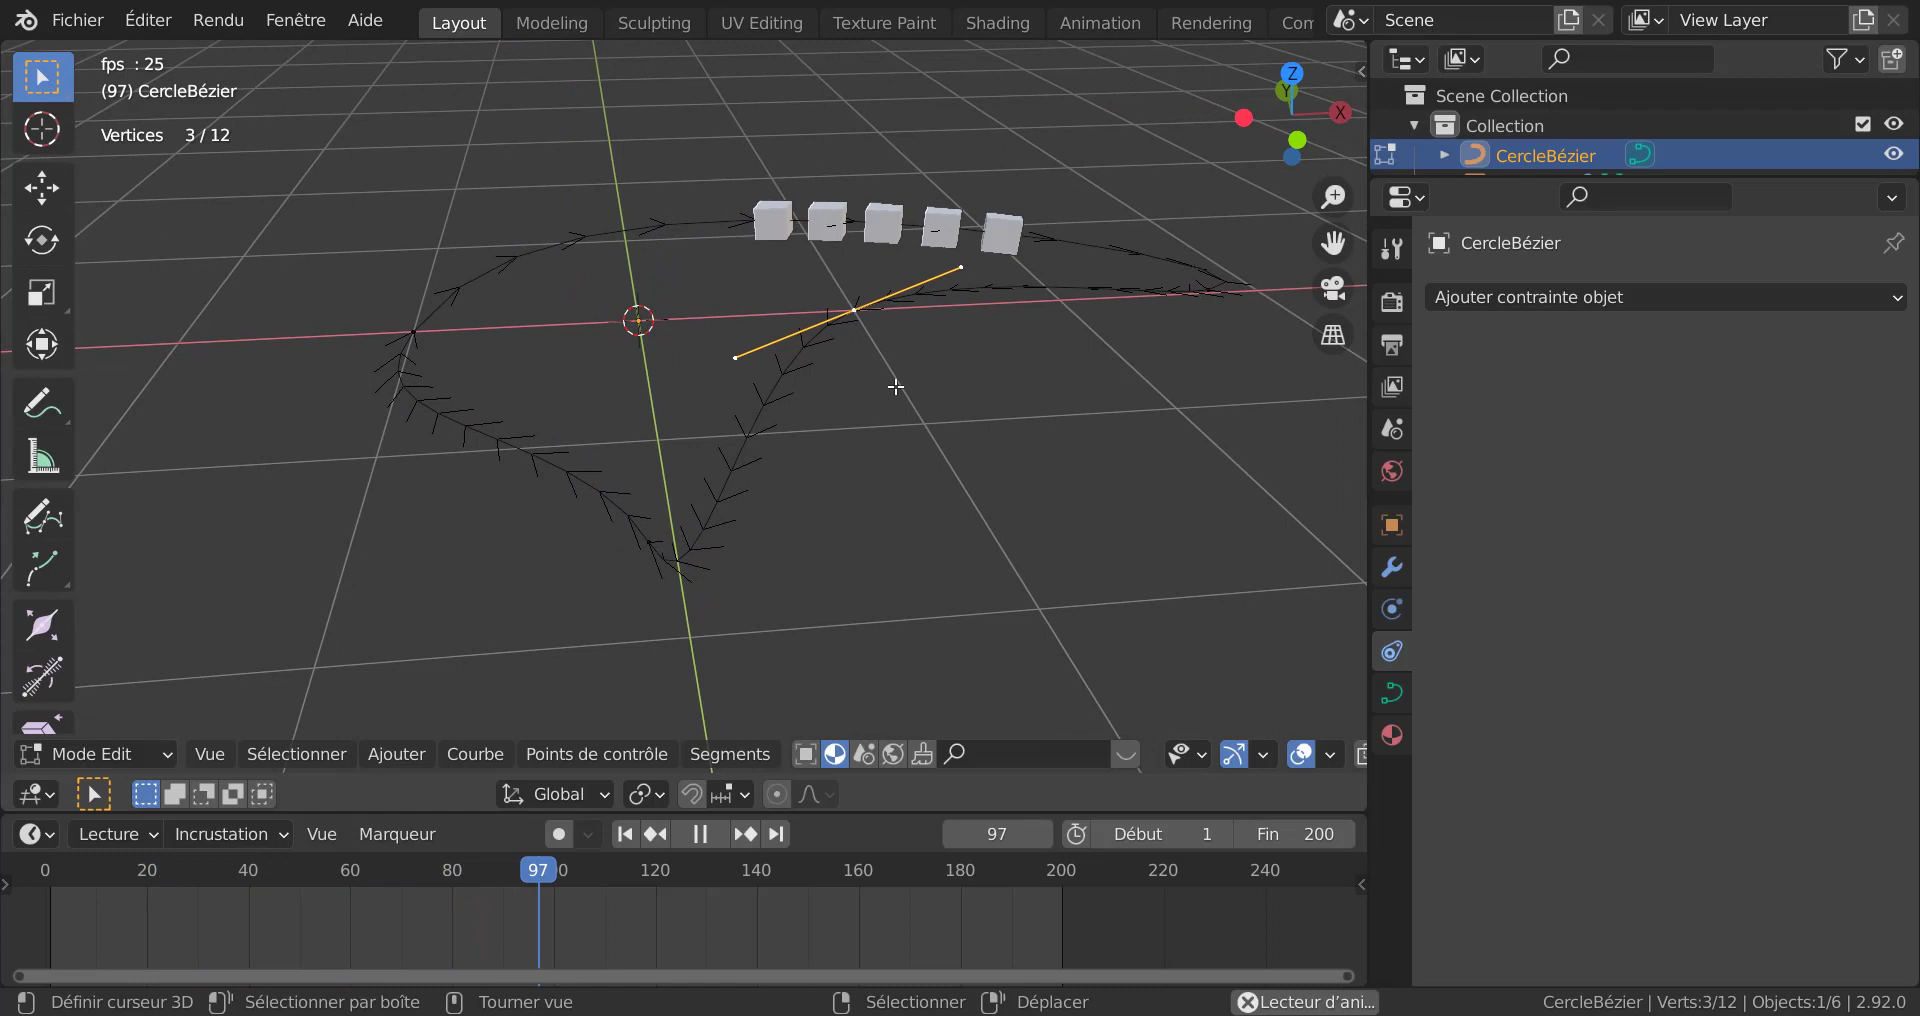 Fichier Éditer Rendu Fenêtre Aide Layout Modeling Sculpting UV Editing Texture Paint Shading Animation Rendering Con Scene View Layer
fps : 25
(97) CercleBézier
Vertices 3 / 12
Z
Y
X
Scene Collection
Collection
CercleBézier
CercleBézier
Ajouter contrainte objet
Mode Edit Vue Sélectionner Ajouter Courbe Points de contrôle Segments
Global
Lecture Incrustation Vue Marqueur 97 Début 1 Fin 200
0 20 40 60 80 97 0 120 140 160 180 200 220 240
Définir curseur 3D Sélectionner par boîte Tourner vue Sélectionner Déplacer Lecteur d'ani... CercleBézier | Verts:3/12 | Objects:1/6 | 2.92.0